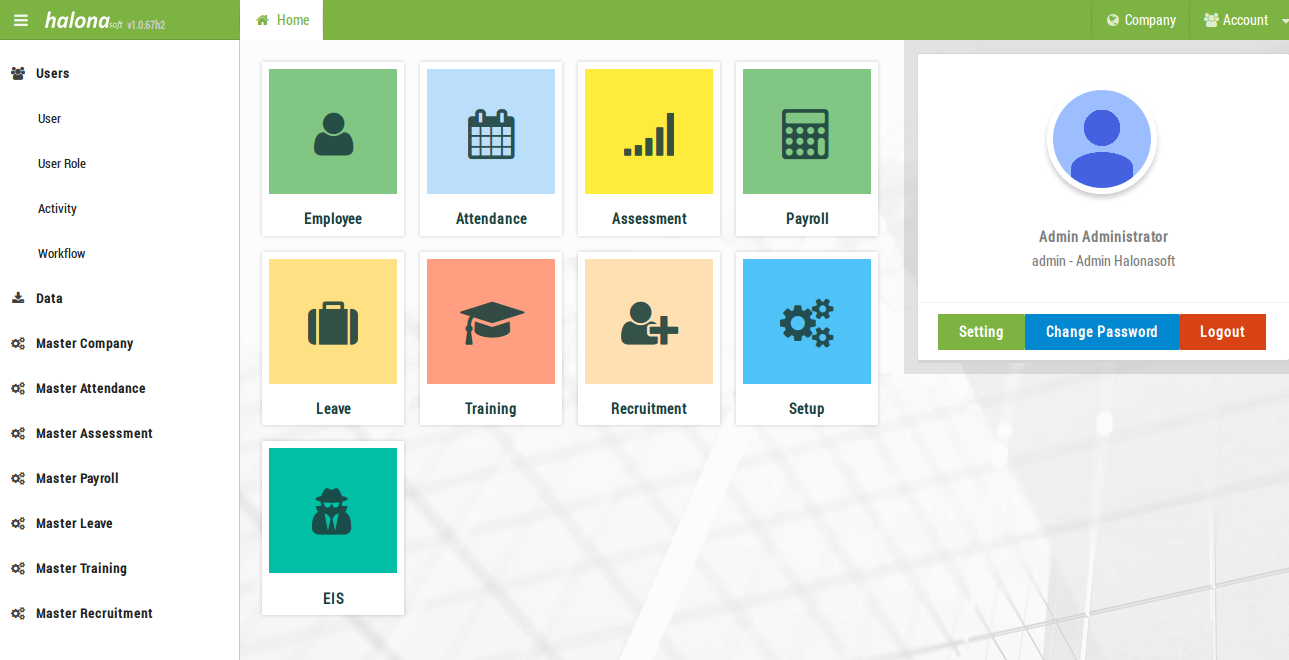 halonasoft v1.0.67h2
Home
Company
Account
Users
User
User Role
Activity
Workflow
Data
Master Company
Master Attendance
Master Assessment
Master Payroll
Master Leave
Master Training
Master Recruitment
Employee
Attendance
Assessment
Payroll
Leave
Training
Recruitment
Setup
EIS
Admin Administrator
admin - Admin Halonasoft
Setting
Change Password
Logout